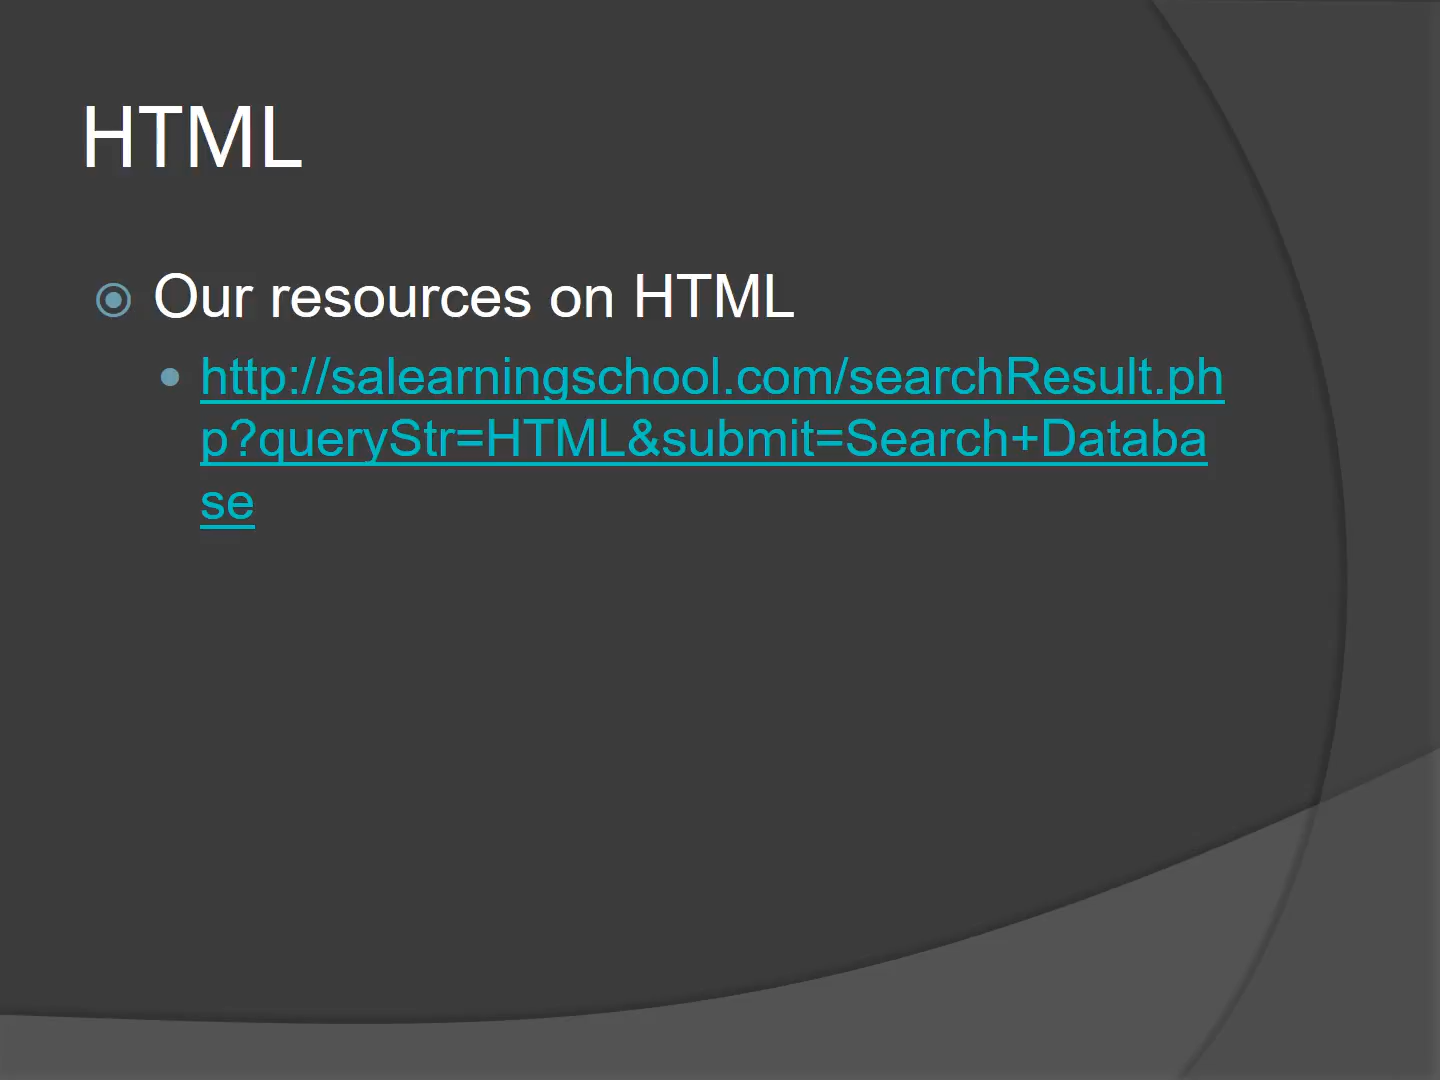 HTML
Our resources on HTML
http://salearningschool.com/searchResult.ph
p?queryStr=HTML&submit=Search+Databa
se